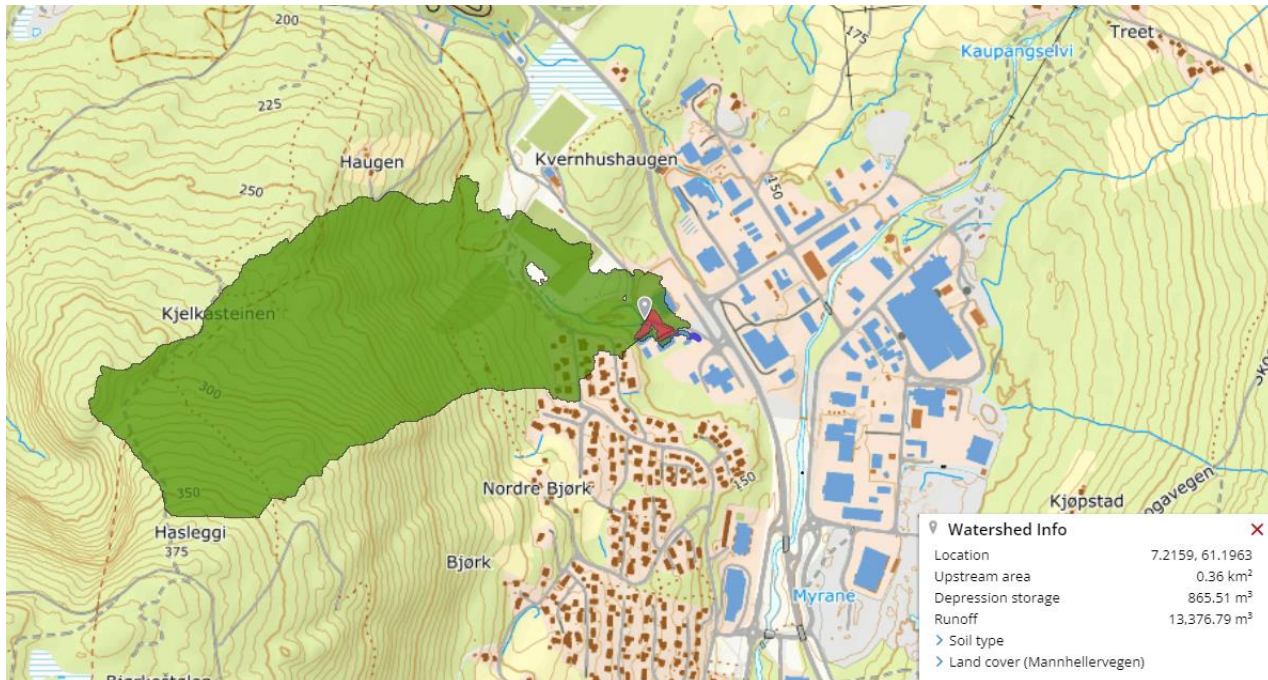 200
Treet
Kaupangselvi
175
225
Kvernhushaugen
Haugen
150
250
Kjelkasteinen
300
Nordre Bjørk
150
350
Kjøpstad
Hasleggi
375
Bjørk
Myrane
Watershed Info
Location 7.2159, 61.1963
Upstream area 0.36 km²
Depression storage 865.51 m³
Runoff 13,376.79 m³
Soil type
Land cover (Mannhellervegen)